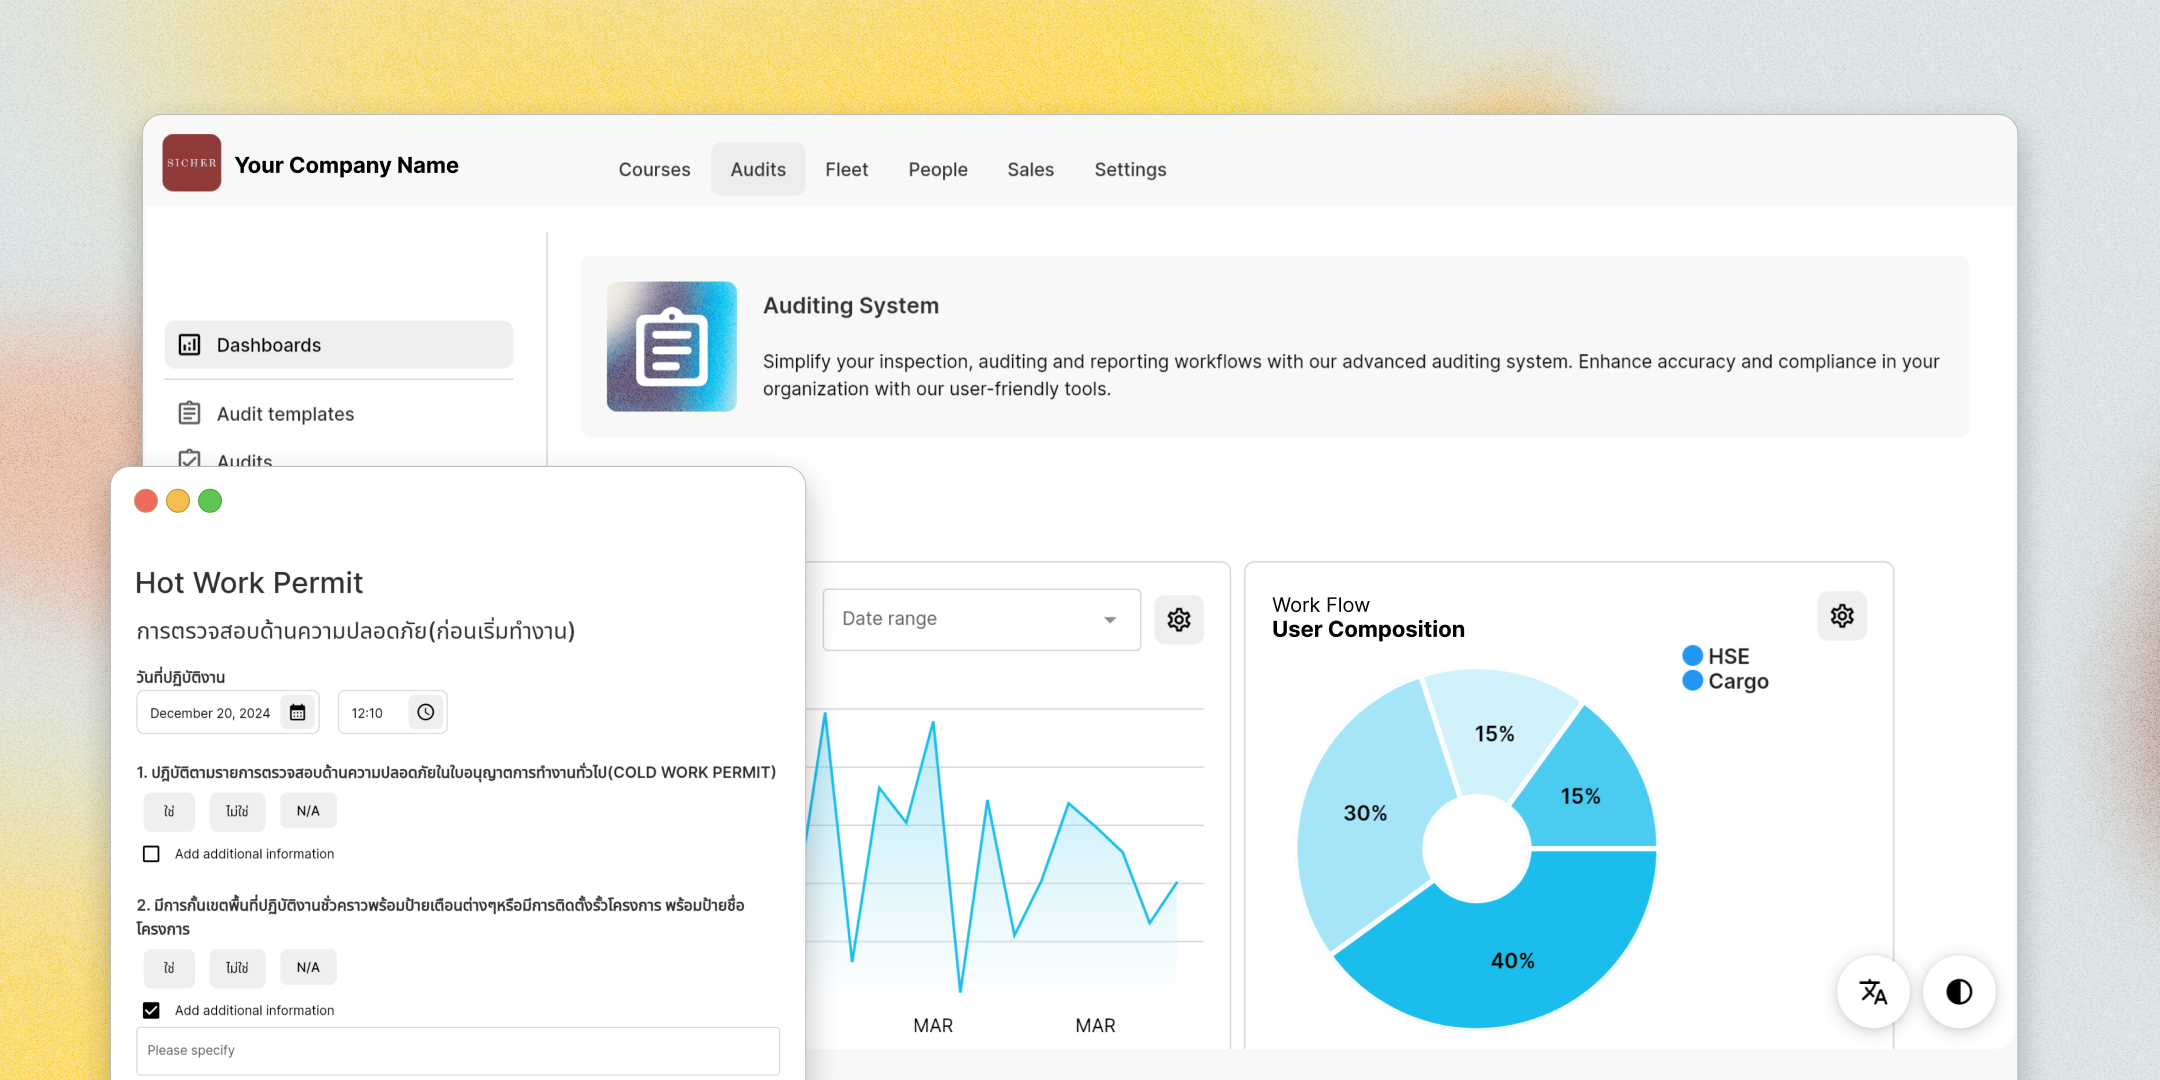 SICHER
Your Company Name
Courses
Audits
Fleet
People
Sales
Settings
Dashboards
Audit templates
Audits
Auditing System
Simplify your inspection, auditing and reporting workflows with our advanced auditing system. Enhance accuracy and compliance in your
organization with our user-friendly tools.
Hot Work Permit
การตรวจสอบด้านความปลอดภัย(ก่อนเริ่มทำงาน)
วันที่ปฏิบัติงาน
December 20, 2024
12:10
1. ปฏิบัติตามรายการตรวจสอบด้านความปลอดภัยในใบอนุญาตการทำงานทั่วไป(COLD WORK PERMIT)
ใช่
ไม่ใช่
N/A
Add additional information
2. มีการกั้นเขตพื้นที่ปฏิบัติงานชั่วคราวพร้อมป้ายเตือนต่างๆหรือมีการติดตั้งรั้วโครงการ พร้อมป้ายชื่อ
โครงการ
ใช่
ไม่ใช่
N/A
Add additional information
Please specify
Date range
MAR
MAR
Work Flow
User Composition
HSE
Cargo
15%
15%
30%
40%